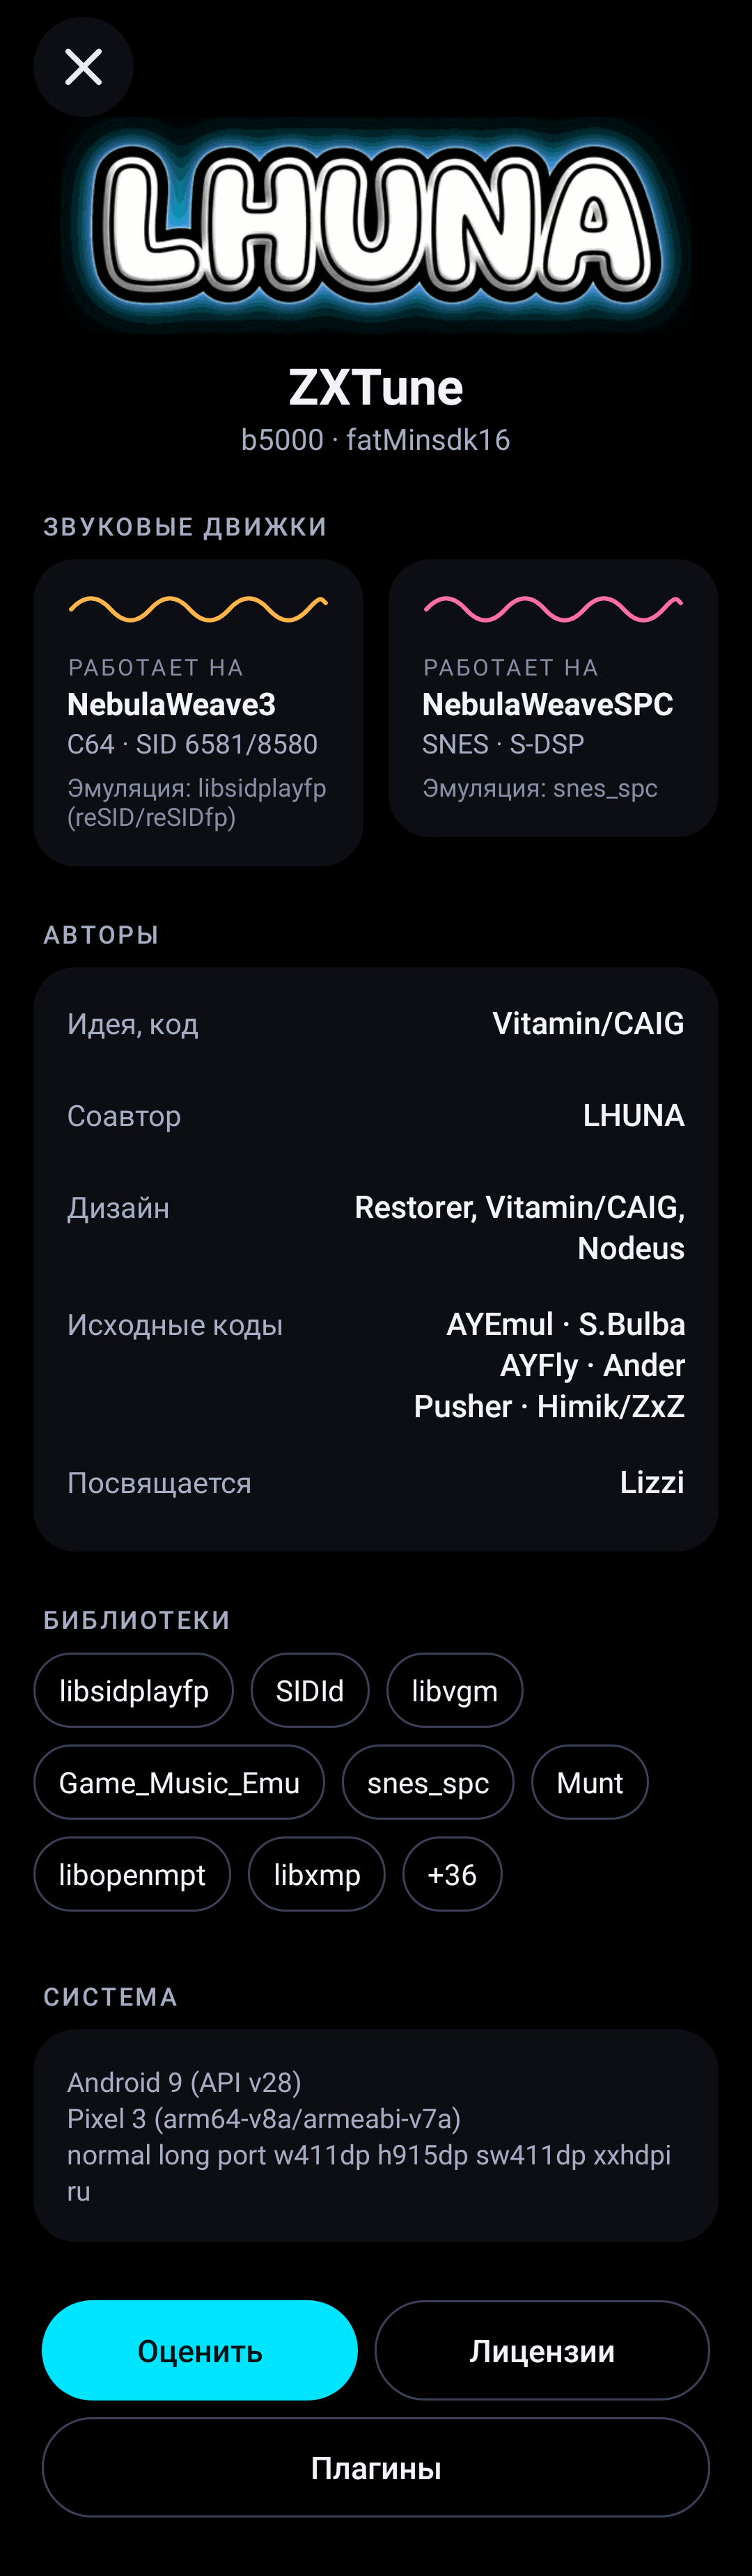 LHUNA
ZXTune
b5000 · fatMinsdk16
ЗВУКОВЫЕ ДВИЖКИ
РАБОТАЕТ НА
NebulaWeave3
C64 · SID 6581/8580
Эмуляция: libsidplayfp
(reSID/reSIDfp)
РАБОТАЕТ НА
NebulaWeaveSPC
SNES · S-DSP
Эмуляция: snes_spc
АВТОРЫ
Идея, код Vitamin/CAIG
Соавтор LHUNA
Дизайн Restorer, Vitamin/CAIG,
Nodeus
Исходные коды AYEmul · S.Bulba
AYFly · Ander
Pusher · Himik/ZxZ
Посвящается Lizzi
БИБЛИОТЕКИ
libsidplayfp SIDId libvgm
Game_Music_Emu snes_spc Munt
libopenmpt libxmp +36
СИСТЕМА
Android 9 (API v28)
Pixel 3 (arm64-v8a/armeabi-v7a)
normal long port w411dp h915dp sw411dp xxhdpi
ru
Оценить Лицензии
Плагины